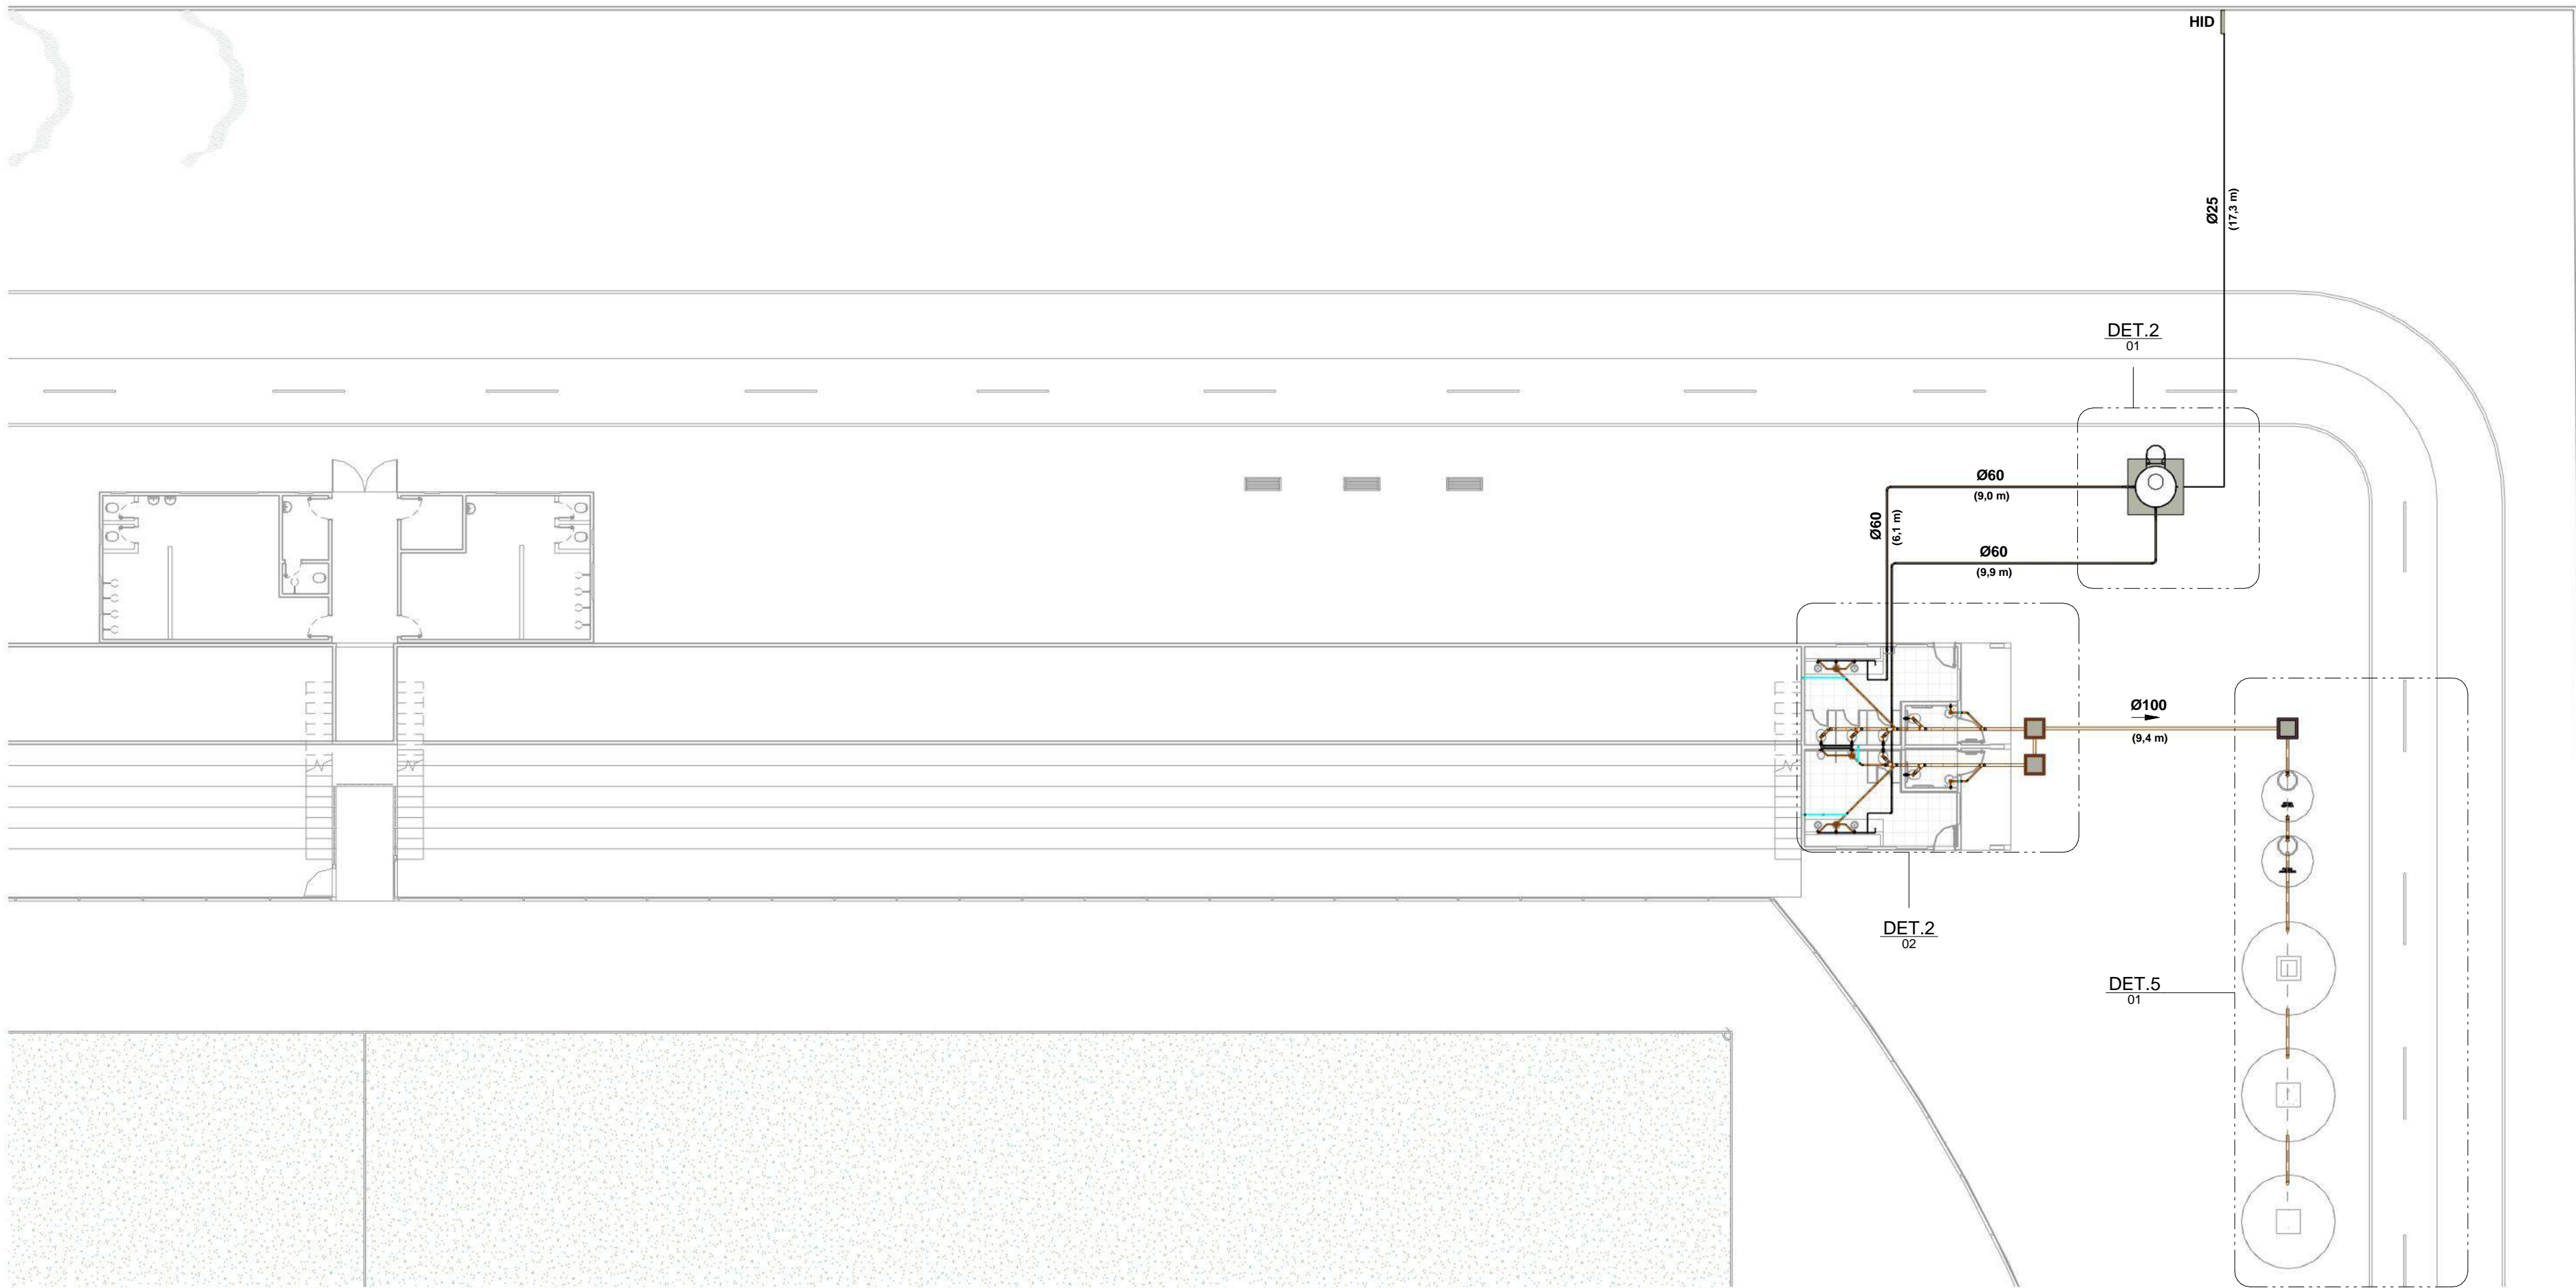 HID
Ø25
(17,3 m)
DET.2
01
Ø60
(9,0 m)
Ø60
(6,1 m)
Ø60
(9,9 m)
Ø100
(9,4 m)
DET.2
02
DET.5
01